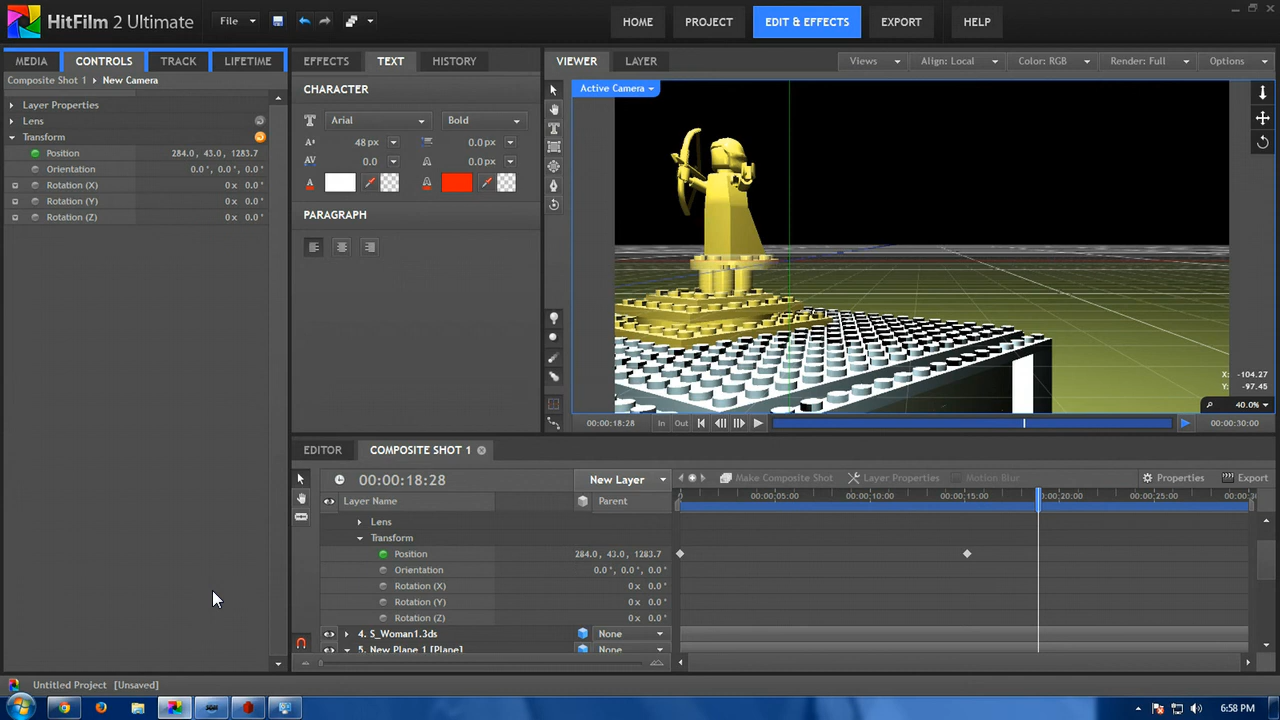 HitFilm 2 Ultimate
File
HOME
PROJECT
EDIT & EFFECTS
EXPORT
HELP
MEDIA
CONTROLS
TRACK
LIFETIME
Composite Shot 1 › New Camera
Layer Properties
Lens
Transform
Position 284.0, 43.0, 1283.7
Orientation 0.0°, 0.0°, 0.0°
Rotation (X) 0 x 0.0°
Rotation (Y) 0 x 0.0°
Rotation (Z) 0 x 0.0°
EFFECTS
TEXT
HISTORY
CHARACTER
Arial
Bold
48 px
0.0 px
0.0
0.0 px
PARAGRAPH
VIEWER
LAYER
Views
Align: Local
Color: RGB
Render: Full
Options
Active Camera
X: -104.27
Y: -97.45
40.0%
00:00:18:28
In
Out
00:00:30:00
EDITOR
COMPOSITE SHOT 1
00:00:18:28
New Layer
Make Composite Shot
Layer Properties
Motion Blur
Properties
Export
Layer Name
Parent
0
00:00:05:00
00:00:10:00
00:00:15:00
00:00:20:00
00:00:25:00
Lens
Transform
Position 284.0, 43.0, 1283.7
Orientation 0.0°, 0.0°, 0.0°
Rotation (X) 0 x 0.0°
Rotation (Y) 0 x 0.0°
Rotation (Z) 0 x 0.0°
4. S_Woman1.3ds None
5. New Plane 1 [Plane] None
Untitled Project [Unsaved]
6:58 PM